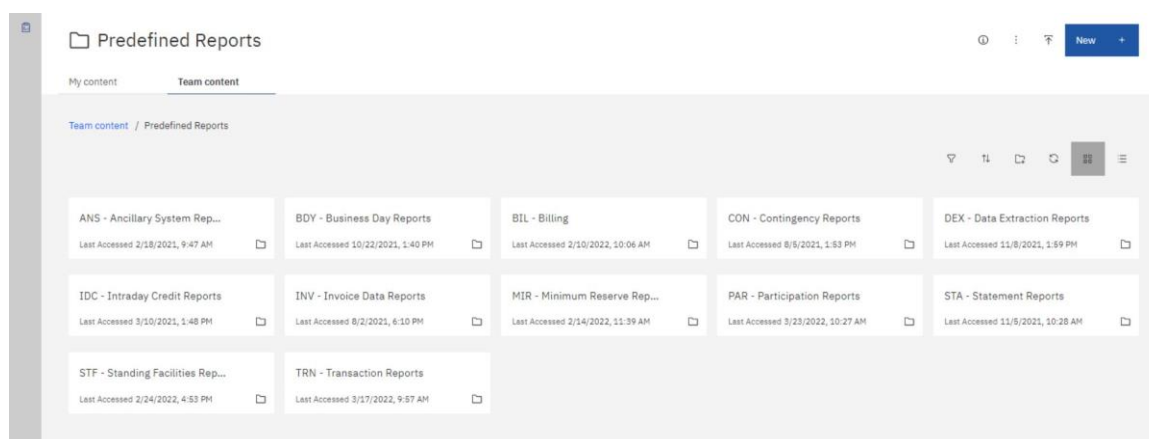 Predefined Reports
New +
My content Team content
Team content / Predefined Reports
ANS - Ancillary System Rep... BDY - Business Day Reports BIL - Billing CON - Contingency Reports DEX - Data Extraction Reports
Last Accessed 2/18/2021, 9:47 AM Last Accessed 10/22/2021, 1:40 PM Last Accessed 2/10/2022, 10:06 AM Last Accessed 8/5/2021, 1:53 PM Last Accessed 11/8/2021, 1:59 PM
IDC - Intraday Credit Reports INV - Invoice Data Reports MIR - Minimum Reserve Rep... PAR - Participation Reports STA - Statement Reports
Last Accessed 3/10/2021, 1:48 PM Last Accessed 8/2/2021, 6:10 PM Last Accessed 2/14/2022, 11:39 AM Last Accessed 3/23/2022, 10:27 AM Last Accessed 11/5/2021, 10:28 AM
STF - Standing Facilities Rep... TRN - Transaction Reports
Last Accessed 2/24/2022, 4:53 PM Last Accessed 3/17/2022, 9:57 AM